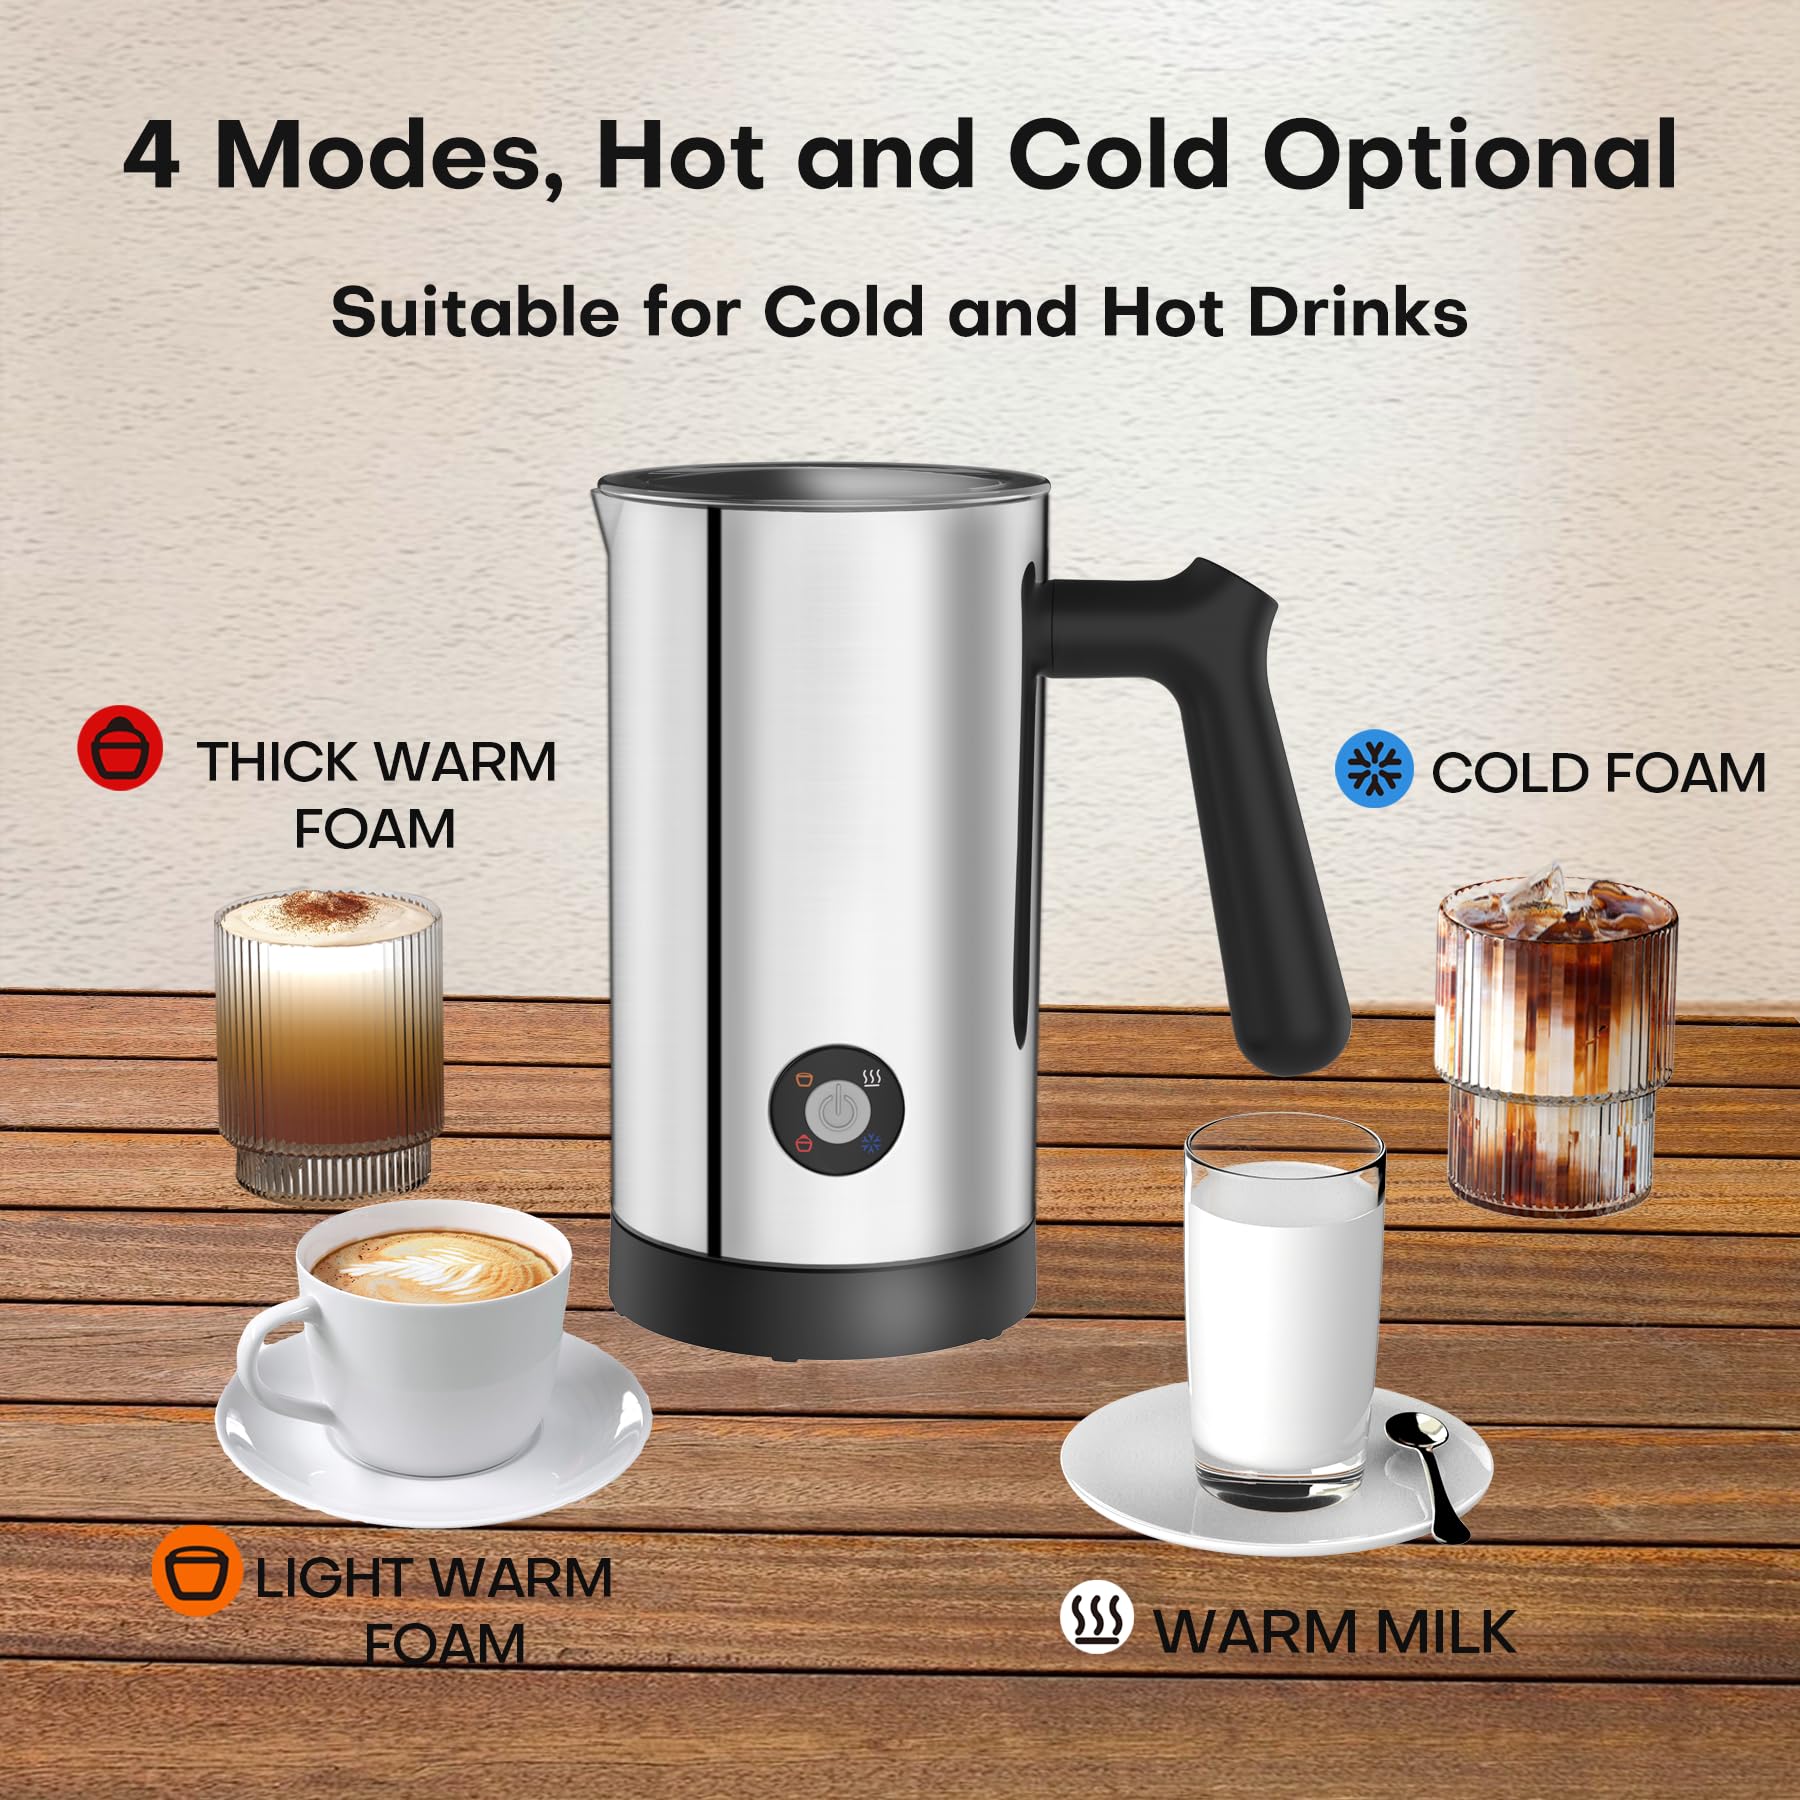 4 Modes, Hot and Cold Optional
Suitable for Cold and Hot Drinks
THICK WARM
FOAM
COLD FOAM
LIGHT WARM
FOAM
WARM MILK